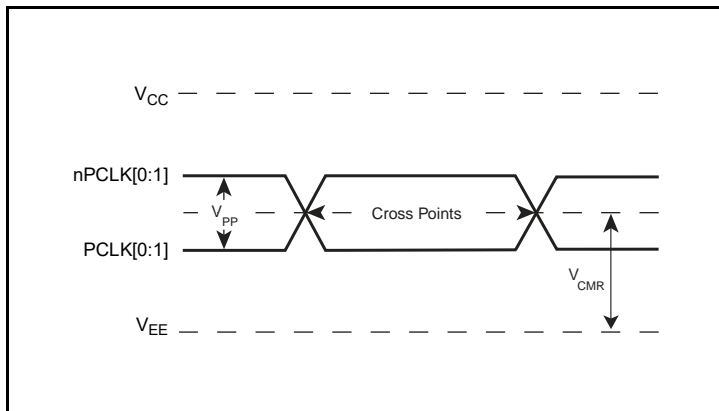 VCC
nPCLK[0:1]
VPP
Cross Points
PCLK[0:1]
VCMR
VEE